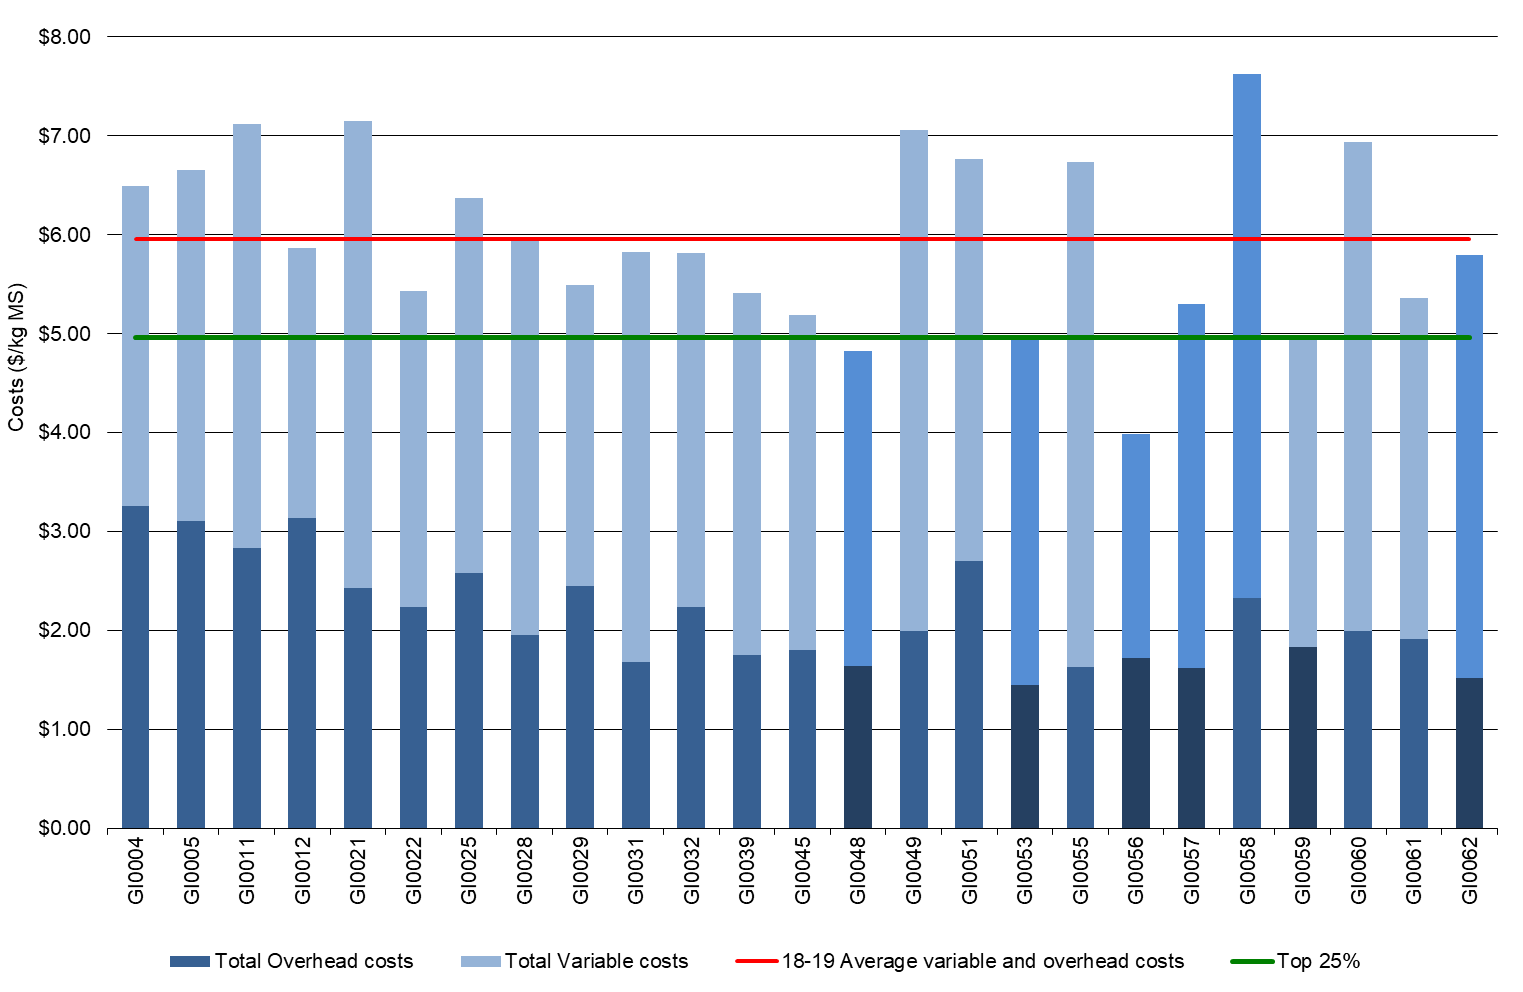 $8.00
$7.00
$6.00
$5.00
$4.00
$3.00
$2.00
$1.00
$0.00
Costs ($/kg MS)
GI0004
GI0005
GI0011
GI0012
GI0021
GI0022
GI0025
GI0028
GI0029
GI0031
GI0032
GI0039
GI0045
GI0048
GI0049
GI0051
GI0053
GI0055
GI0056
GI0057
GI0058
GI0059
GI0060
GI0061
GI0062
Total Overhead costs Total Variable costs 18-19 Average variable and overhead costs Top 25%